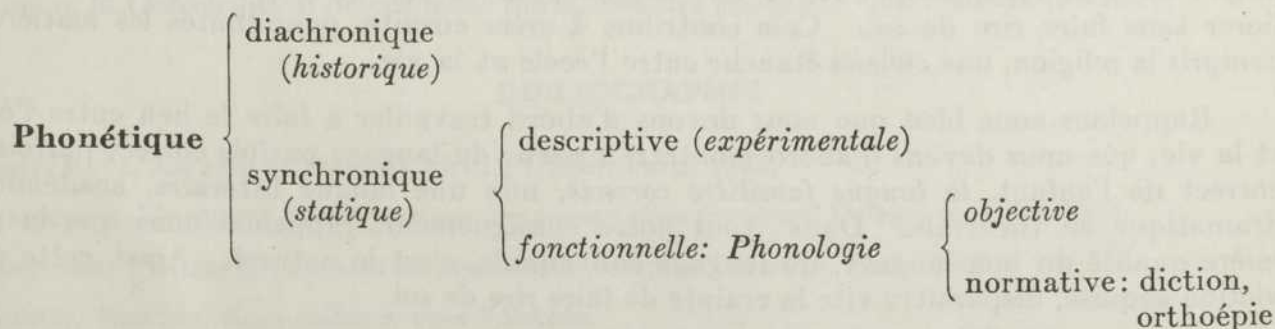 diachronique
(historique)
Phonétique
synchronique
(statique)
descriptive (expérimentale)
fonctionnelle: Phonologie
objective
normative: diction,
orthoépie